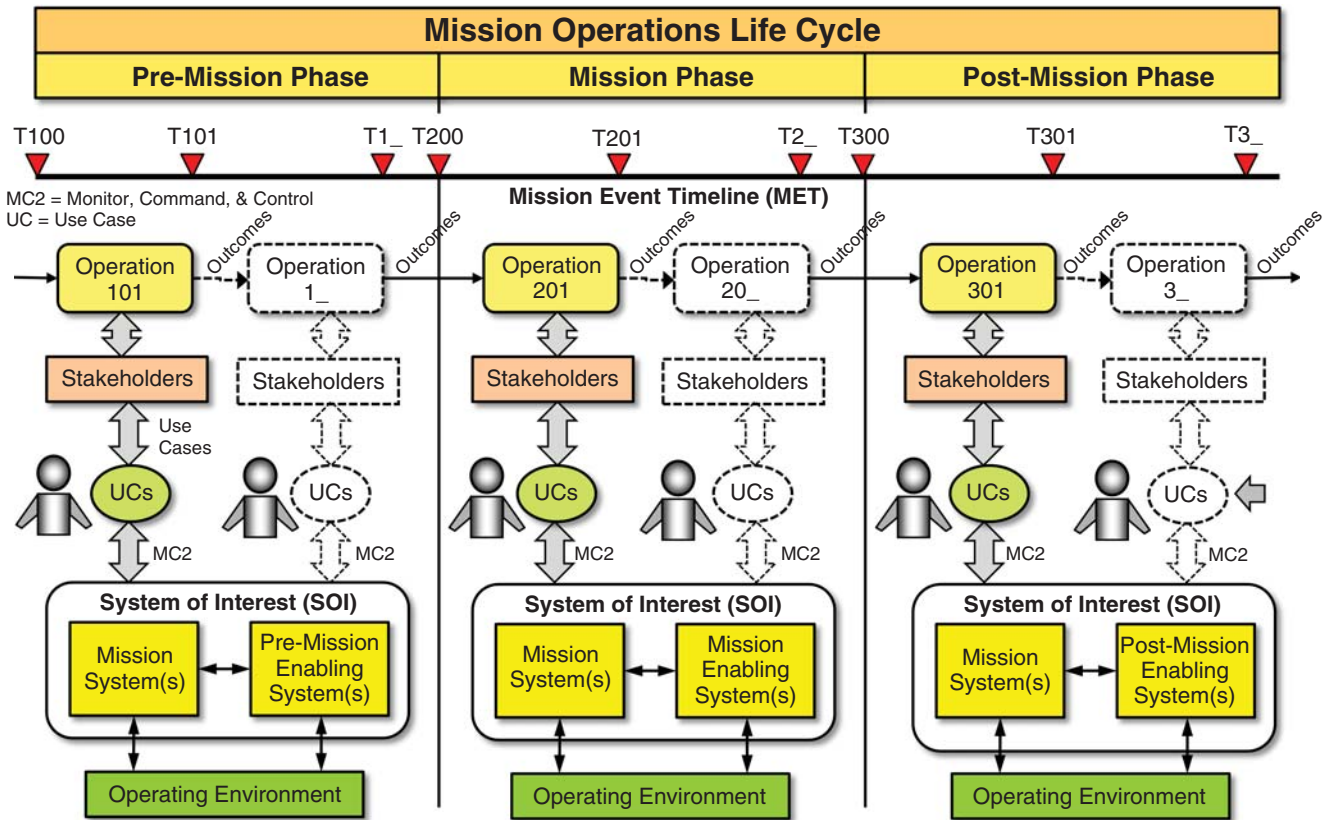 Mission Operations Life Cycle
Pre-Mission Phase
Mission Phase
Post-Mission Phase
T100
T101
T1_
T200
T201
T2_
T300
T301
T3_
MC2 = Monitor, Command, & Control
UC = Use Case
Mission Event Timeline (MET)
Operation
101
Outcomes
Operation
1_
Outcomes
Operation
201
Outcomes
Operation
20_
Outcomes
Operation
301
Outcomes
Operation
3_
Outcomes
Stakeholders
Stakeholders
Stakeholders
Stakeholders
Stakeholders
Stakeholders
Use
Cases
UCs
UCs
UCs
UCs
UCs
UCs
MC2
MC2
MC2
MC2
MC2
MC2
System of Interest (SOI)
Mission
System(s)
Pre-Mission
Enabling
System(s)
System of Interest (SOI)
Mission
System(s)
Mission
Enabling
System(s)
System of Interest (SOI)
Mission
System(s)
Post-Mission
Enabling
System(s)
Operating Environment
Operating Environment
Operating Environment